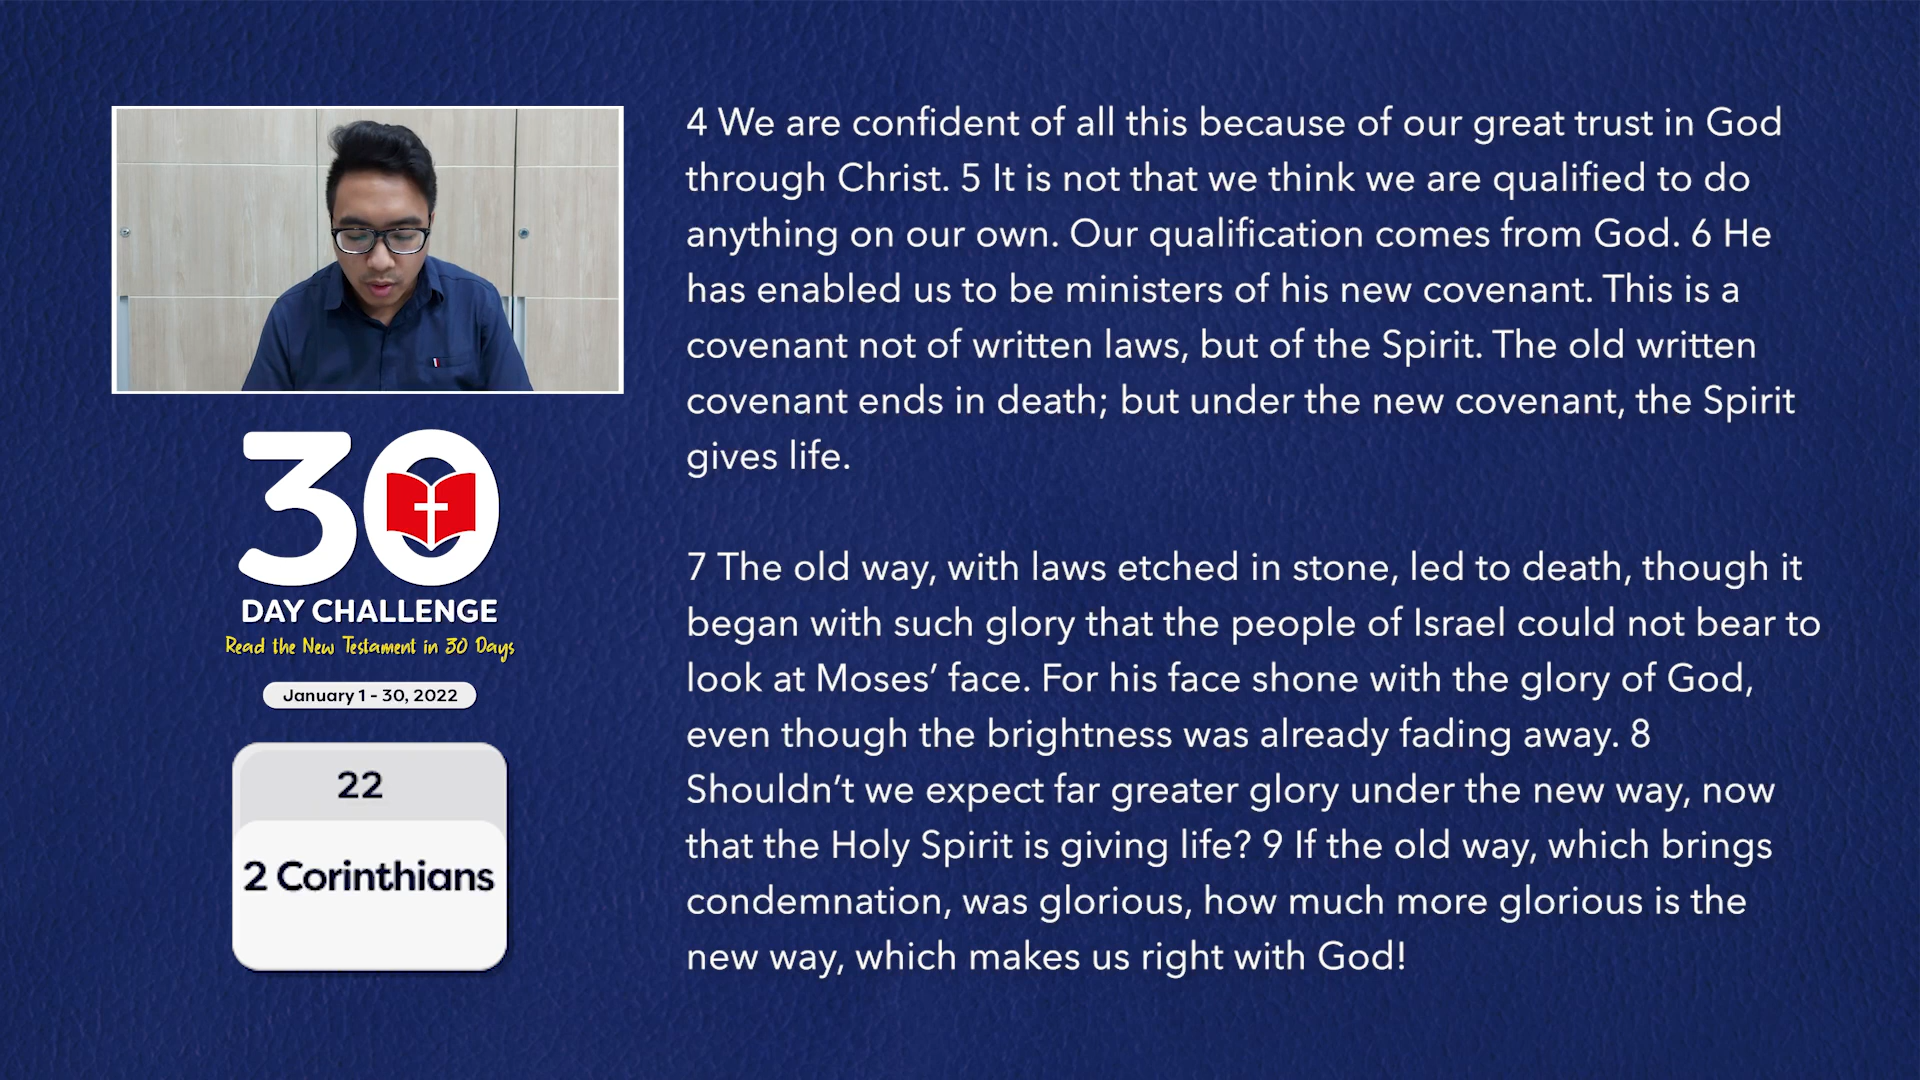 4 We are confident of all this because of our great trust in God
through Christ. 5 It is not that we think we are qualified to do
anything on our own. Our qualification comes from God. 6 He
has enabled us to be ministers of his new covenant. This is a
covenant not of written laws, but of the Spirit. The old written
covenant ends in death; but under the new covenant, the Spirit
gives life.
7 The old way, with laws etched in stone, led to death, though it
began with such glory that the people of Israel could not bear to
look at Moses’ face. For his face shone with the glory of God,
even though the brightness was already fading away. 8
Shouldn’t we expect far greater glory under the new way, now
that the Holy Spirit is giving life? 9 If the old way, which brings
condemnation, was glorious, how much more glorious is the
new way, which makes us right with God!
30
DAY CHALLENGE
Read the New Testament in 30 Days
January 1 - 30, 2022
22
2 Corinthians